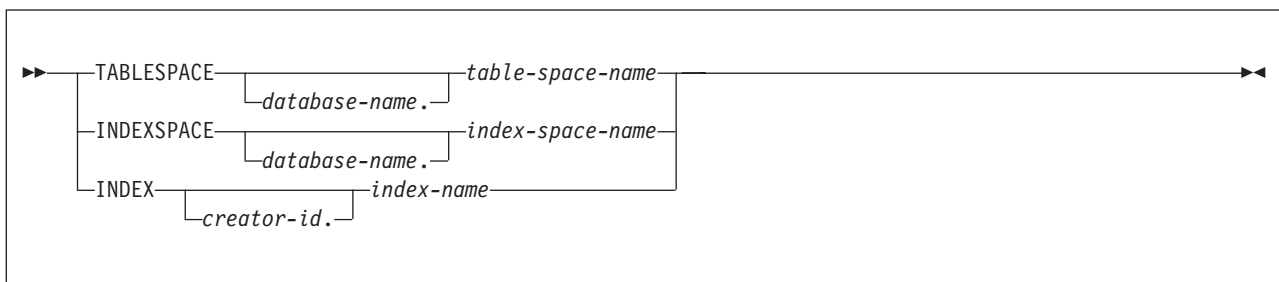 TABLESPACE database-name. table-space-name
INDEXSPACE database-name. index-space-name
INDEX creator-id. index-name